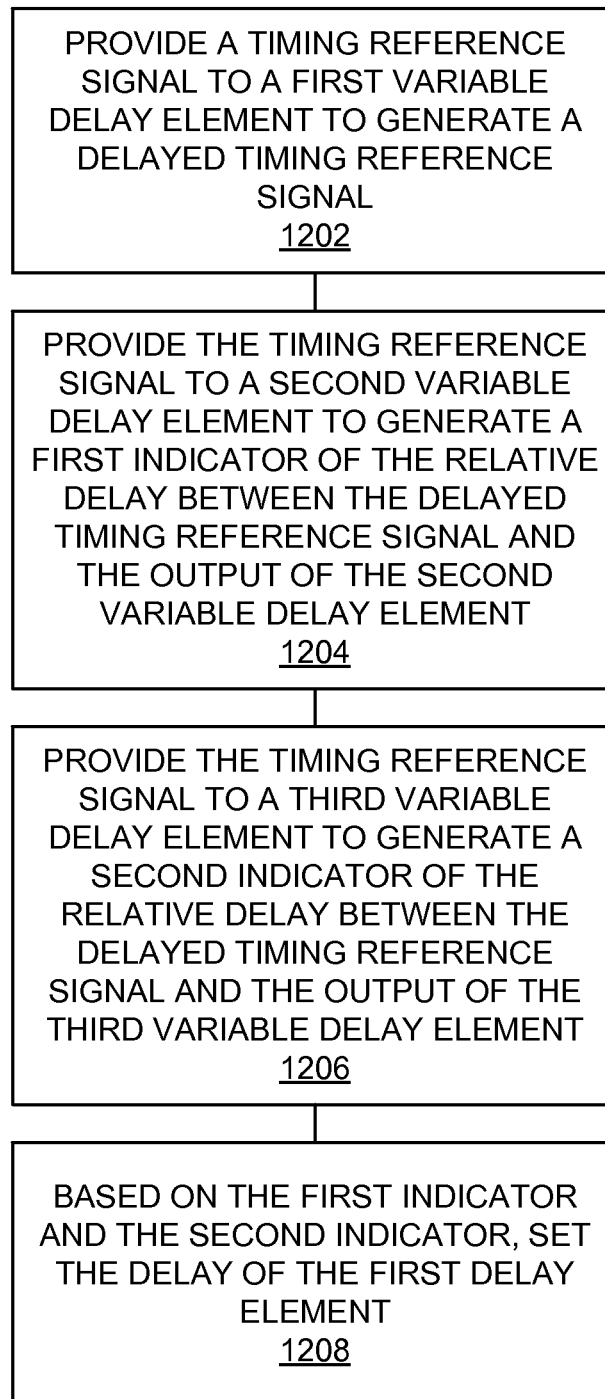 PROVIDE A TIMING REFERENCE
SIGNAL TO A FIRST VARIABLE
DELAY ELEMENT TO GENERATE A
DELAYED TIMING REFERENCE
SIGNAL
1202
PROVIDE THE TIMING REFERENCE
SIGNAL TO A SECOND VARIABLE
DELAY ELEMENT TO GENERATE A
FIRST INDICATOR OF THE RELATIVE
DELAY BETWEEN THE DELAYED
TIMING REFERENCE SIGNAL AND
THE OUTPUT OF THE SECOND
VARIABLE DELAY ELEMENT
1204
PROVIDE THE TIMING REFERENCE
SIGNAL TO A THIRD VARIABLE
DELAY ELEMENT TO GENERATE A
SECOND INDICATOR OF THE
RELATIVE DELAY BETWEEN THE
DELAYED TIMING REFERENCE
SIGNAL AND THE OUTPUT OF THE
THIRD VARIABLE DELAY ELEMENT
1206
BASED ON THE FIRST INDICATOR
AND THE SECOND INDICATOR, SET
THE DELAY OF THE FIRST DELAY
ELEMENT
1208